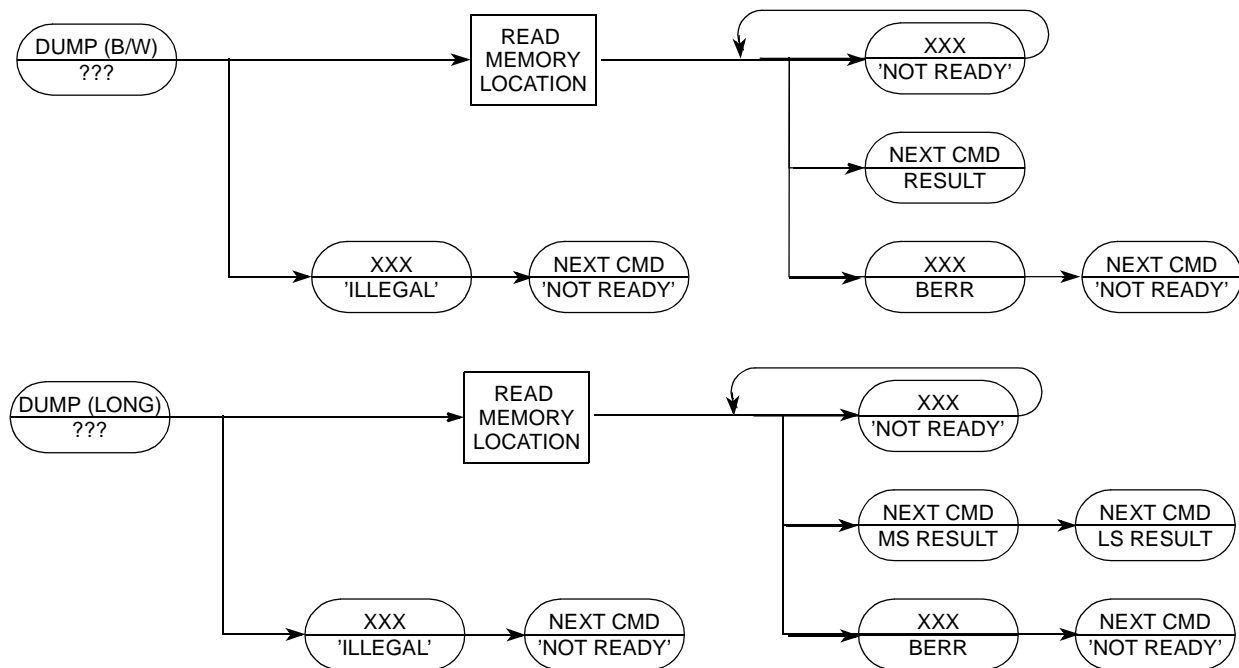 DUMP (B/W)
???
READ
MEMORY
LOCATION
XXX
'NOT READY'
NEXT CMD
RESULT
XXX
'ILLEGAL'
NEXT CMD
'NOT READY'
XXX
BERR
NEXT CMD
'NOT READY'
DUMP (LONG)
???
READ
MEMORY
LOCATION
XXX
'NOT READY'
NEXT CMD
MS RESULT
NEXT CMD
LS RESULT
XXX
'ILLEGAL'
NEXT CMD
'NOT READY'
XXX
BERR
NEXT CMD
'NOT READY'